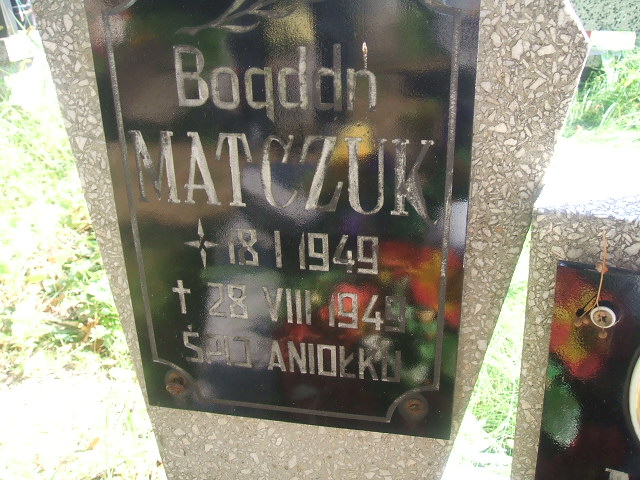 Bogdan
MATCZUK
18 I 1949
† 28 VIII 1949
ŚPIJ ANIOŁKU